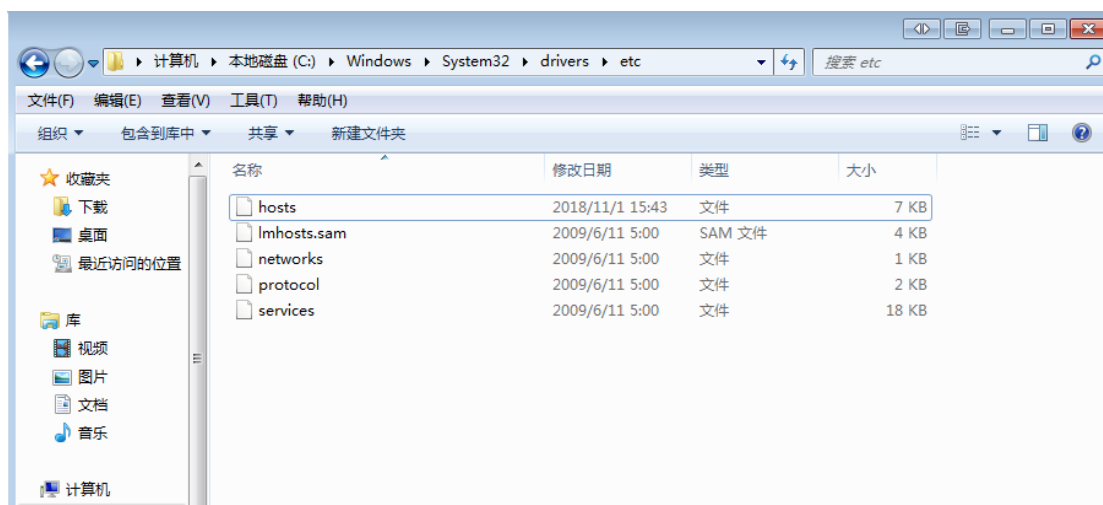 计算机 本地磁盘 (C:) Windows System32 drivers etc 搜索 etc
文件(F) 编辑(E) 查看(V) 工具(T) 帮助(H)
组织 包含到库中 共享 新建文件夹
名称 修改日期 类型 大小
收藏夹
下载
桌面
最近访问的位置
库
视频
图片
文档
音乐
计算机
hosts 2018/11/1 15:43 文件 7 KB
lmhosts.sam 2009/6/11 5:00 SAM 文件 4 KB
networks 2009/6/11 5:00 文件 1 KB
protocol 2009/6/11 5:00 文件 2 KB
services 2009/6/11 5:00 文件 18 KB